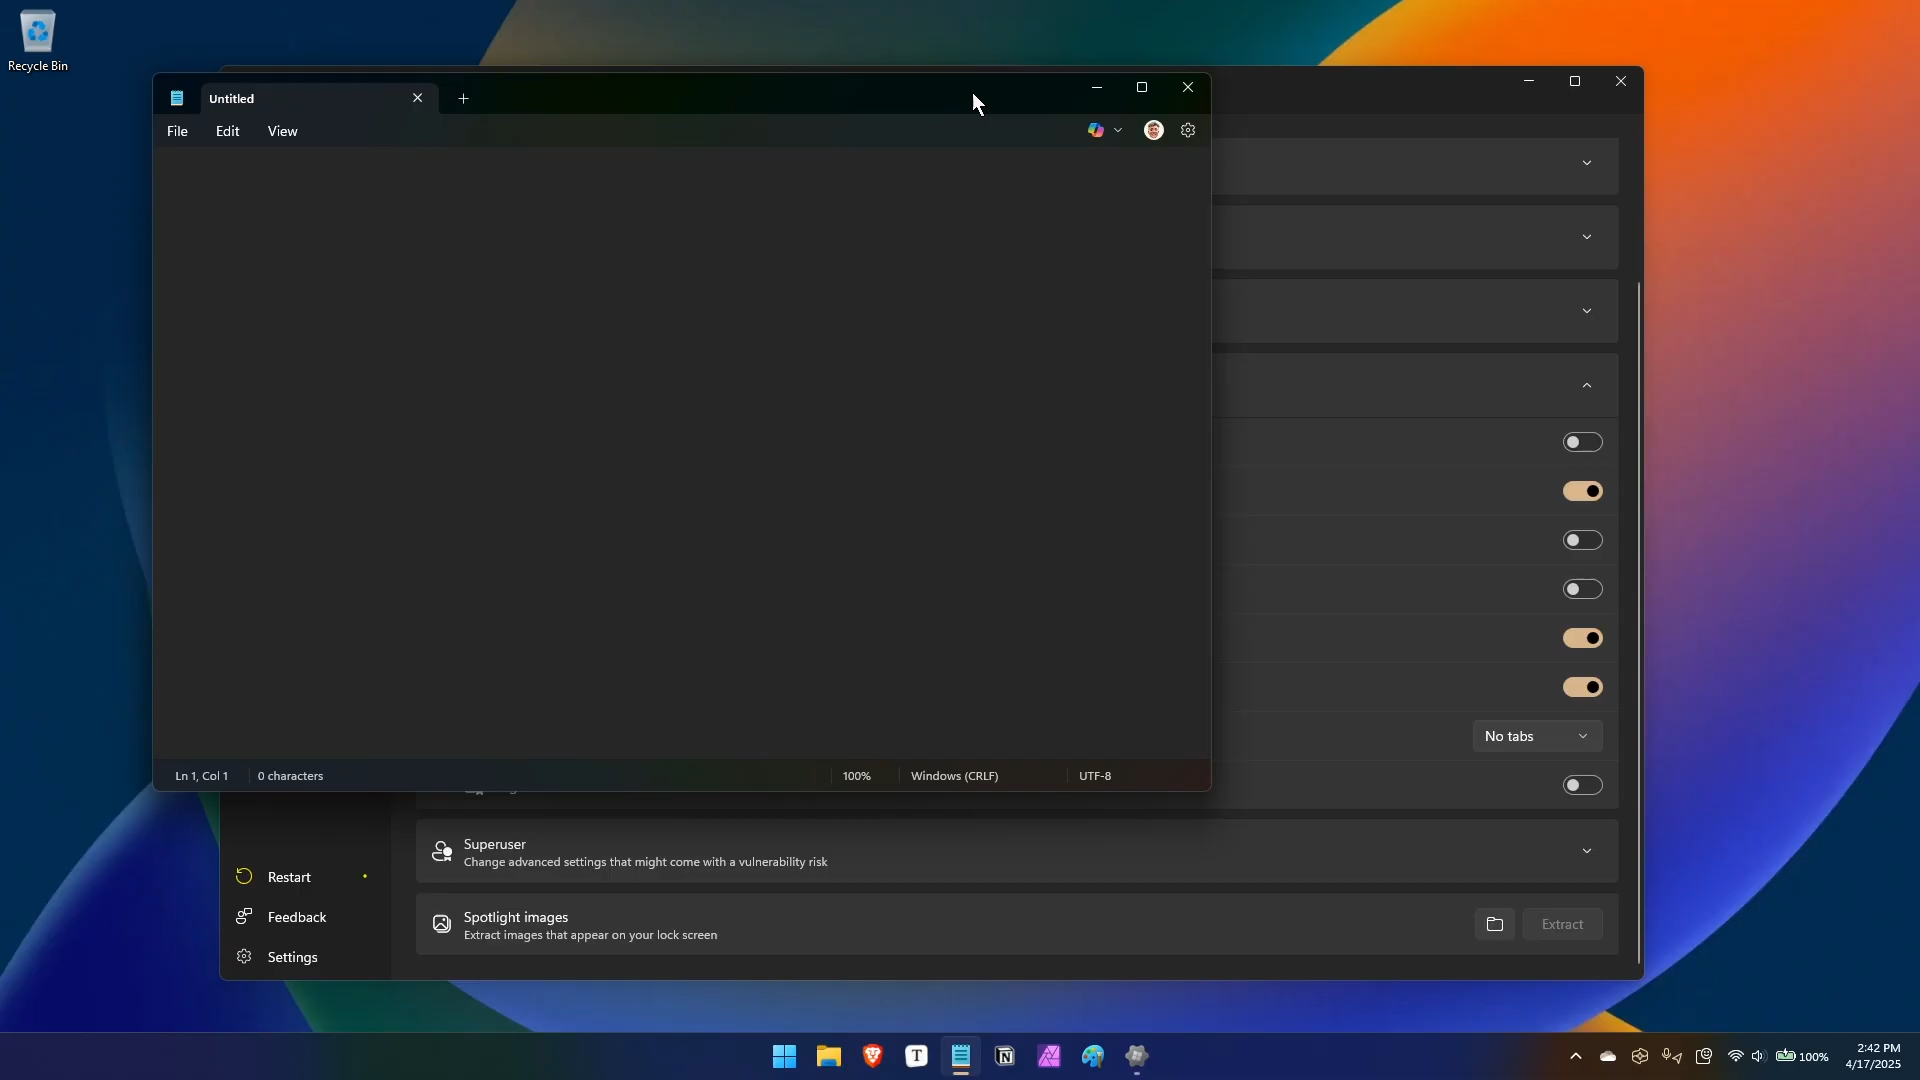 Recycle Bin
Untitled
File Edit View
No tabs
Ln 1, Col 1 0 characters 100% Windows (CRLF) UTF-8
Superuser
Change advanced settings that might come with a vulnerability risk
Restart
Feedback
Spotlight images
Extract images that appear on your lock screen
Extract
Settings
T
N
100%
2:42 PM
4/17/2025